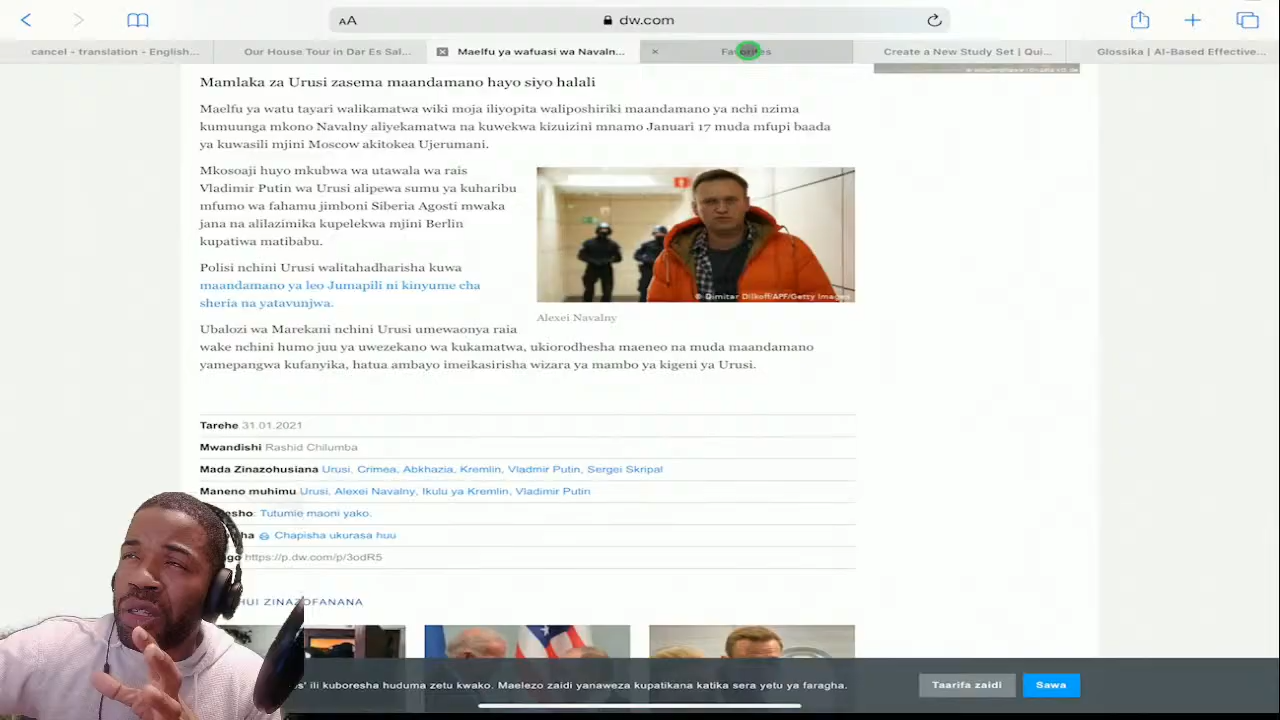 AA
dw.com
cancel - translation - English...
Our House Tour in Dar Es Sal...
Maelfu ya wafuasi wa Navaln...
Favorites
Create a New Study Set | Qui...
Glossika | AI-Based Effective...
Mamlaka za Urusi zasema maandamano hayo siyo halali
Maelfu ya watu tayari walikamatwa wiki moja iliyopita waliposhiriki maandamano ya nchi nzima
kumuunga mkono Navalny aliyekamatwa na kuwekwa kizuizini mnamo Januari 17 muda mfupi baada
ya kuwasili mjini Moscow akitokea Ujerumani.
Mkosoaji huyo mkubwa wa utawala wa rais
Vladimir Putin wa Urusi alipewa sumu ya kuharibu
mfumo wa fahamu jimboni Siberia Agosti mwaka
jana na alilazimika kupelekwa mjini Berlin
kupatiwa matibabu.
© Dimitar Dilkoff/APF/Getty Images
Alexei Navalny
Polisi nchini Urusi walitahadharisha kuwa
maandamano ya leo Jumapili ni kinyume cha
sheria na yatavunjwa.
Ubalozi wa Marekani nchini Urusi umewaonya raia
wake nchini humo juu ya uwezekano wa kukamatwa, ukiorodhesha maeneo na muda maandamano
yamepangwa kufanyika, hatua ambayo imeikasirisha wizara ya mambo ya kigeni ya Urusi.
Tarehe 31.01.2021
Mwandishi Rashid Chilumba
Mada Zinazohusiana Urusi, Crimea, Abkhazia, Kremlin, Vladmir Putin, Sergei Skripal
Maneno muhimu Urusi, Alexei Navalny, Ikulu ya Kremlin, Vladimir Putin
Tutumie maoni yako.
Chapisha ukurasa huu
https://p.dw.com/p/3odR5
ZINAZOFANANA
ili kuboresha huduma zetu kwako. Maelezo zaidi yanaweza kupatikana katika sera yetu ya faragha.
Taarifa zaidi
Sawa